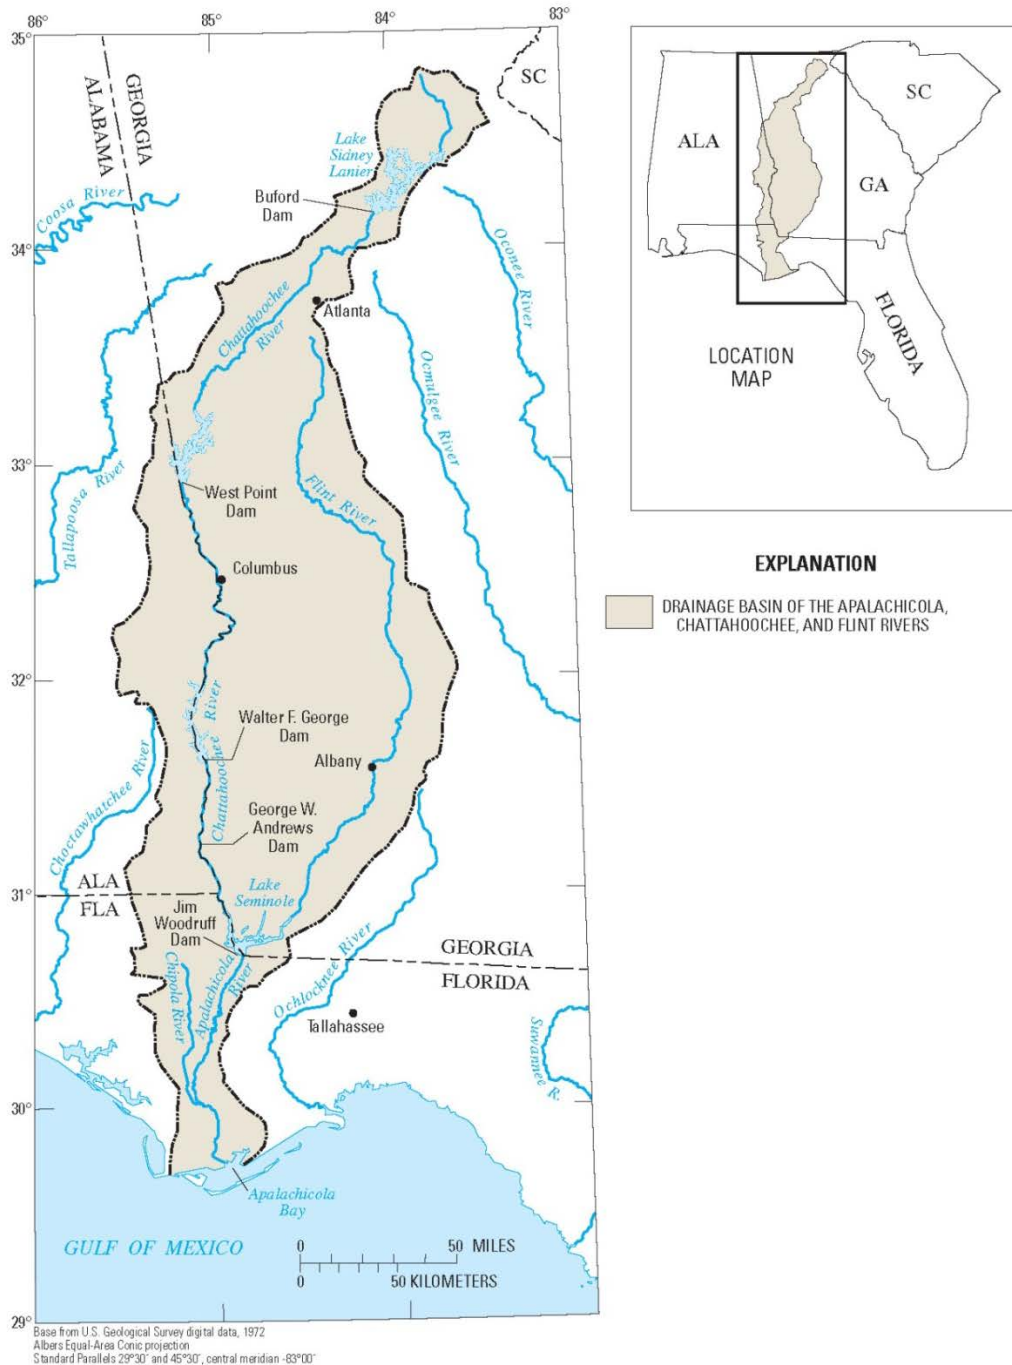 86°
85°
84°
83°
35°
GEORGIA
ALABAMA
SC
Lake
Sidney
Lanier
Buford
Dam
Coosa River
34°
Oconee River
Chattahoochee
River
Atlanta
Ocmulgee River
33°
Tallapoosa River
West Point
Dam
Flint River
Columbus
32°
Chattahoochee River
Walter F. George
Dam
Albany
Choctawhatchee River
George W.
Andrews
Dam
ALA
31°
FLA
Jim
Woodruff
Dam
Lake
Seminole
GEORGIA
FLORIDA
Chipola River
Apalachicola
River
Ochlocknee River
Tallahassee
Suwannee
R.
30°
Apalachicola
Bay
GULF OF MEXICO
0 50 MILES
0 50 KILOMETERS
29°
Base from U.S. Geological Survey digital data, 1972
Albers Equal-Area Conic projection
Standard Parallels 29°30´ and 45°30´, central meridian -83°00´
ALA
SC
GA
FLORIDA
LOCATION
MAP
EXPLANATION
DRAINAGE BASIN OF THE APALACHICOLA,
CHATTAHOOCHEE, AND FLINT RIVERS